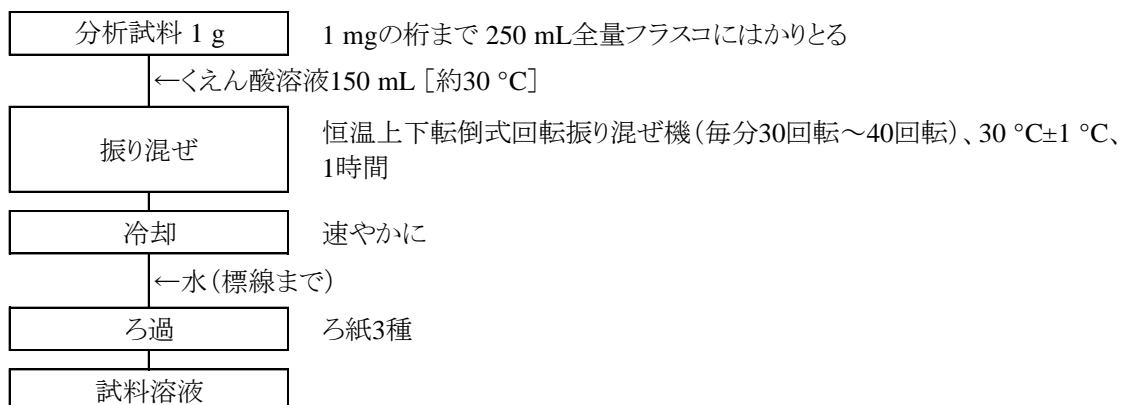 分析試料 1 g 1 mgの桁まで 250 mL全量フラスコにはかりとる
←くえん酸溶液150 mL [約30 °C]
振り混ぜ 恒温上下転倒式回転振り混ぜ機(毎分30回転～40回転)、30 °C±1 °C、
1時間
冷却 速やかに
←水(標線まで)
ろ過 ろ紙3種
試料溶液